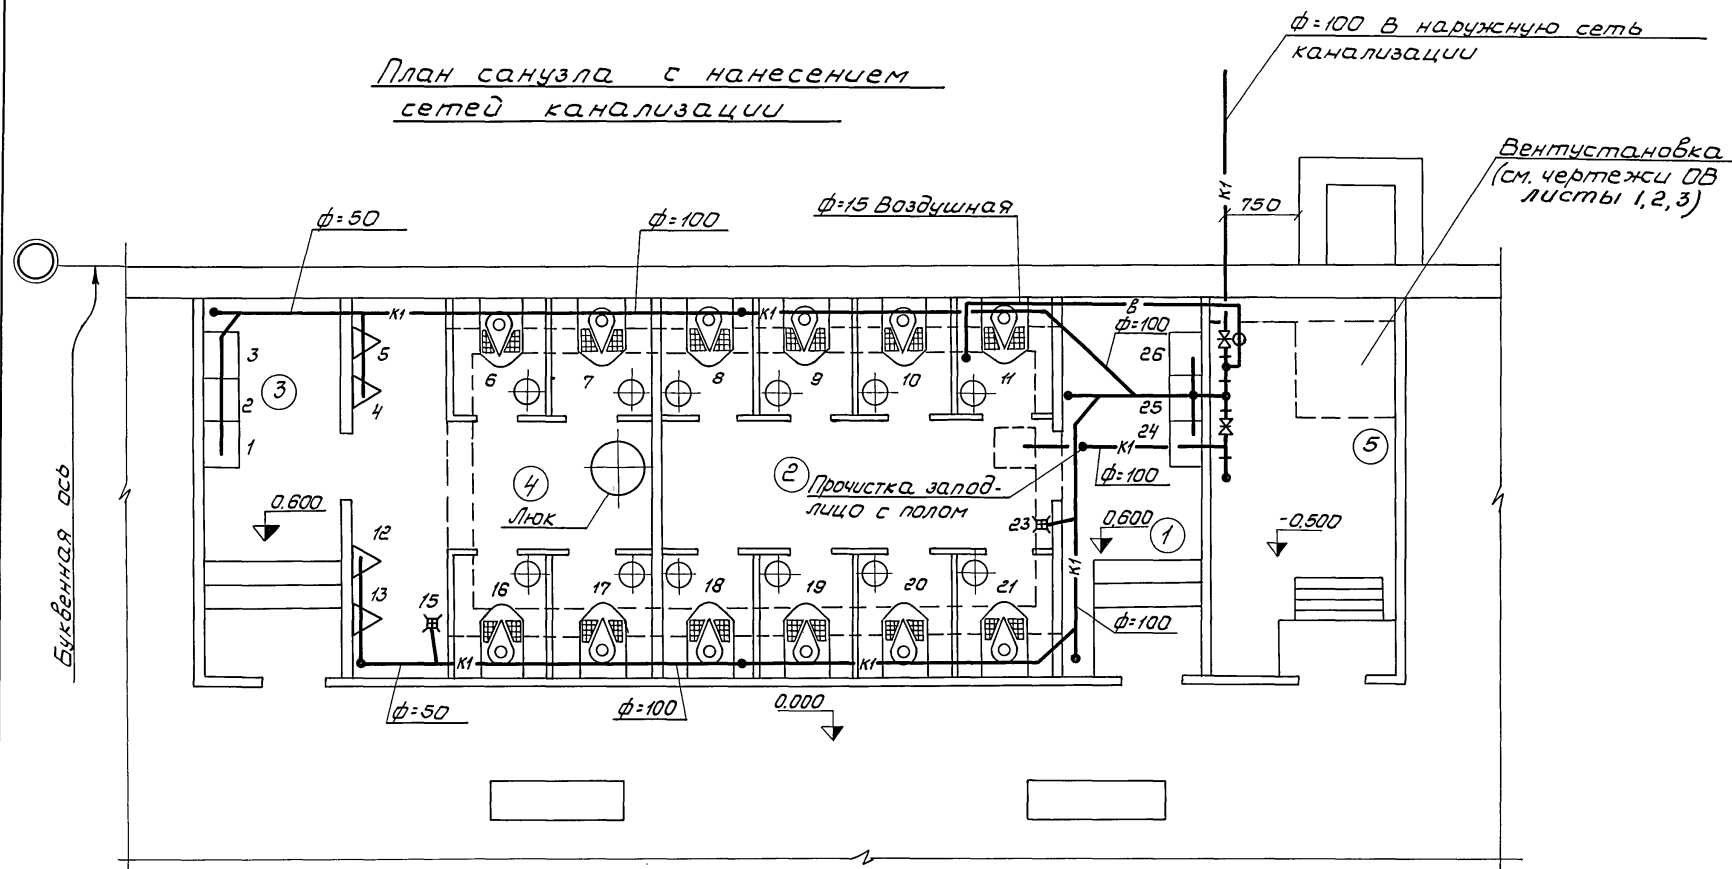 План санузла с нанесением
сетей канализации
ф=100 В наружную сеть
канализации
Вентустановка
(см. чертежи ОВ
листы 1,2,3)
К1
750
ф=50
ф=100
ф=15 Воздушная
К1
К1
В
ф=100
3
5
6
7
8
9
10
11
26
3
2
4
25
1
24
К1
5
4
2
Прочистка запод-
лицо с полом
ф=100
Люк
0.600
23
0,600
1
-0,500
Буквенная ось
12
13
15
16
17
18
19
20
21
К1
ф=100
К1
К1
ф=50
ф=100
0.000